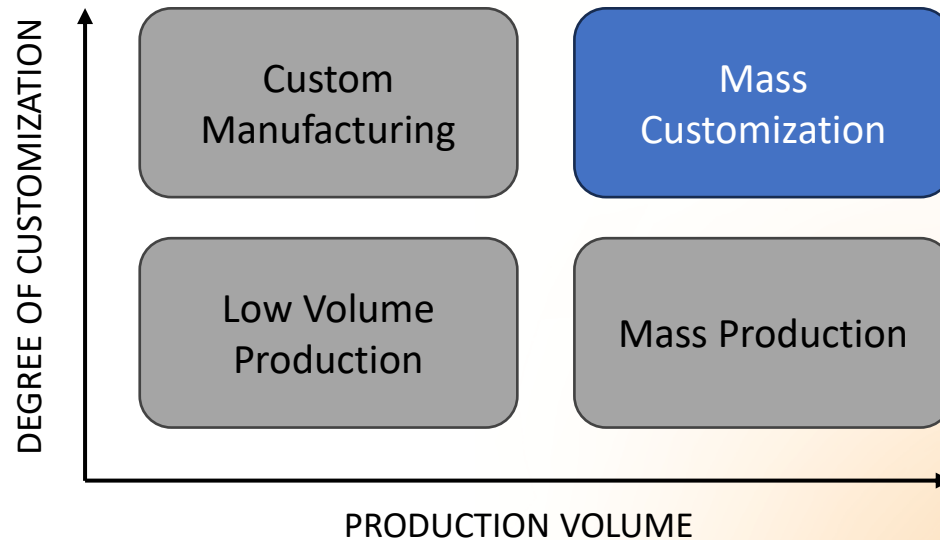 DEGREE OF CUSTOMIZATION
Custom
Manufacturing
Mass
Customization
Low Volume
Production
Mass Production
PRODUCTION VOLUME